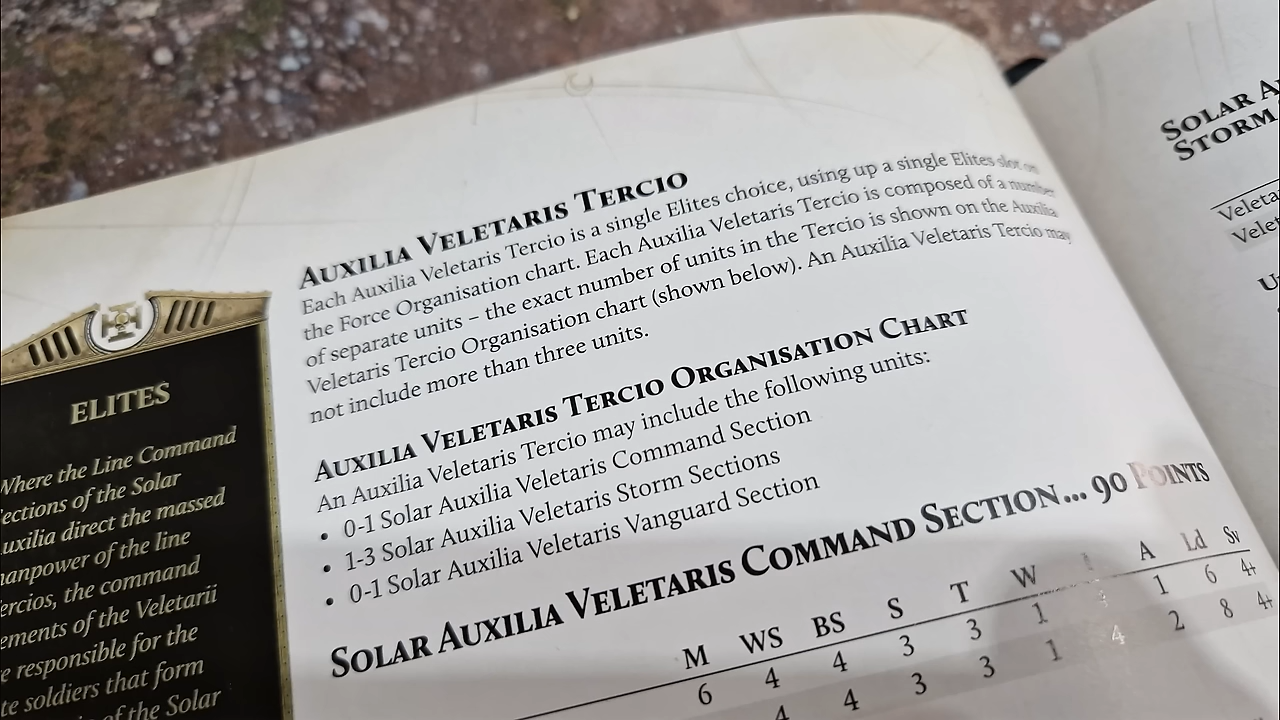 AUXILIA VELETARIS TERCIO
Each Auxilia Veletaris Tercio is a single Elites choice, using up a single Elites slot on
the Force Organisation chart. Each Auxilia Veletaris Tercio is composed of a number
of separate units – the exact number of units in the Tercio is shown on the Auxilia
Veletaris Tercio Organisation chart (shown below). An Auxilia Veletaris Tercio may
not include more than three units.
AUXILIA VELETARIS TERCIO ORGANISATION CHART
An Auxilia Veletaris Tercio may include the following units:
• 0-1 Solar Auxilia Veletaris Command Section
• 1-3 Solar Auxilia Veletaris Storm Sections
• 0-1 Solar Auxilia Veletaris Vanguard Section
SOLAR AUXILIA VELETARIS COMMAND SECTION... 90 POINTS
M WS BS S T W A Ld Sv
6 4 4 3 3 1 1 6 4+
4 4 3 3 1 4 2 8 4+
ELITES
Where the Line Command
Sections of the Solar
Auxilia direct the massed
manpower of the line
Tercios, the command
elements of the Veletarii
are responsible for the
soldiers that form
of the Solar
SOLAR
STORM